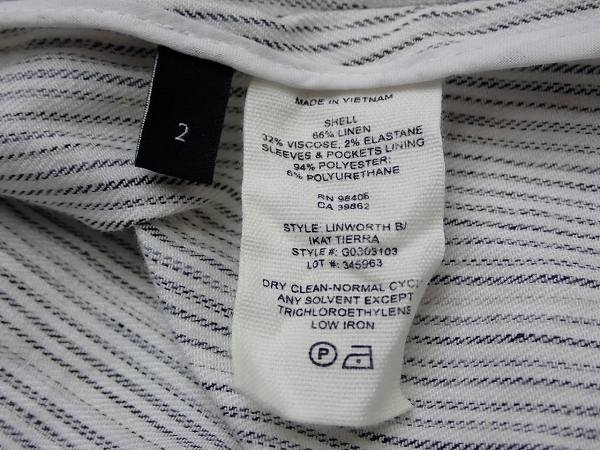 2
MADE IN VIETNAM
SHELL
66% LINEN
32% VISCOSE, 2% ELASTANE
SLEEVES & POCKETS LINING
94% POLYESTER;
6% POLYURETHANE
RN 98406
CA 39862
STYLE: LINWORTH B/
IKAT TIERRA
STYLE #: G0303103
LOT #: 345963
DRY CLEAN-NORMAL CYC
ANY SOLVENT EXCEPT
TRICHLOROETHYLENE
LOW IRON
P